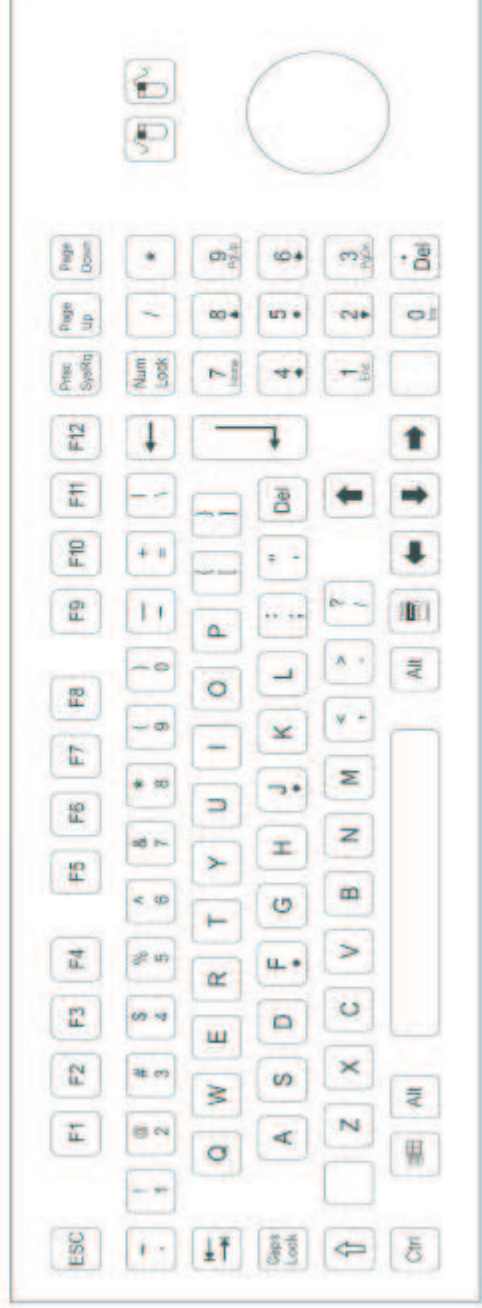 ESC F1 F2 F3 F4 F5 F6 F7 F8 F9 F10 F11 F12 Prtsc Page Page
SysRq Up Down
! @ # $ % ^ & * ( ) — + | Num / *
1 2 3 4 5 6 7 8 9 0 – = \ Lock
Q W E R T Y U I O P { } 7 8 9
[ ] Home PgUp
Caps A S D F G H J K L : " Del 4 5 6
Lock ; '
Z X C V B N M < > ? 1 2 3
, . / End PgDn
Ctrl Alt Alt 0 .
Ins Del